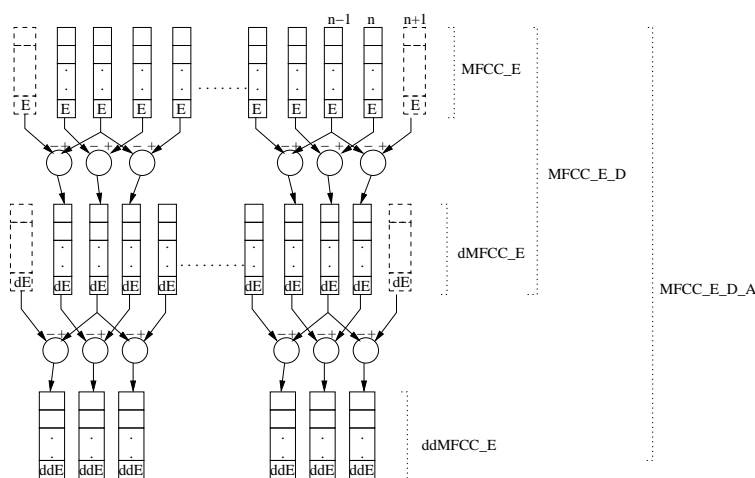 n−1 n n+1
MFCC_E
E E E E E E E E E E
− + − + − + − + − + − +
MFCC_E_D
dMFCC_E
dE dE dE dE dE dE dE dE dE dE
MFCC_E_D_A
− + − + − + − + − + − +
ddMFCC_E
ddE ddE ddE ddE ddE ddE